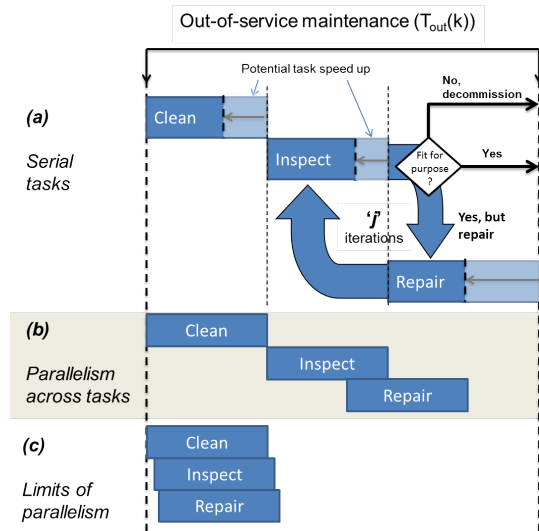 Out-of-service maintenance (Tout(k))
Potential task speed up
No,
decommission
(a)
Clean
Serial
tasks
Inspect
Fit for
purpose
?
Yes
'j'
iterations
Yes, but
repair
Repair
(b)
Clean
Parallelism
across tasks
Inspect
Repair
(c)
Clean
Inspect
Limits of
parallelism
Repair